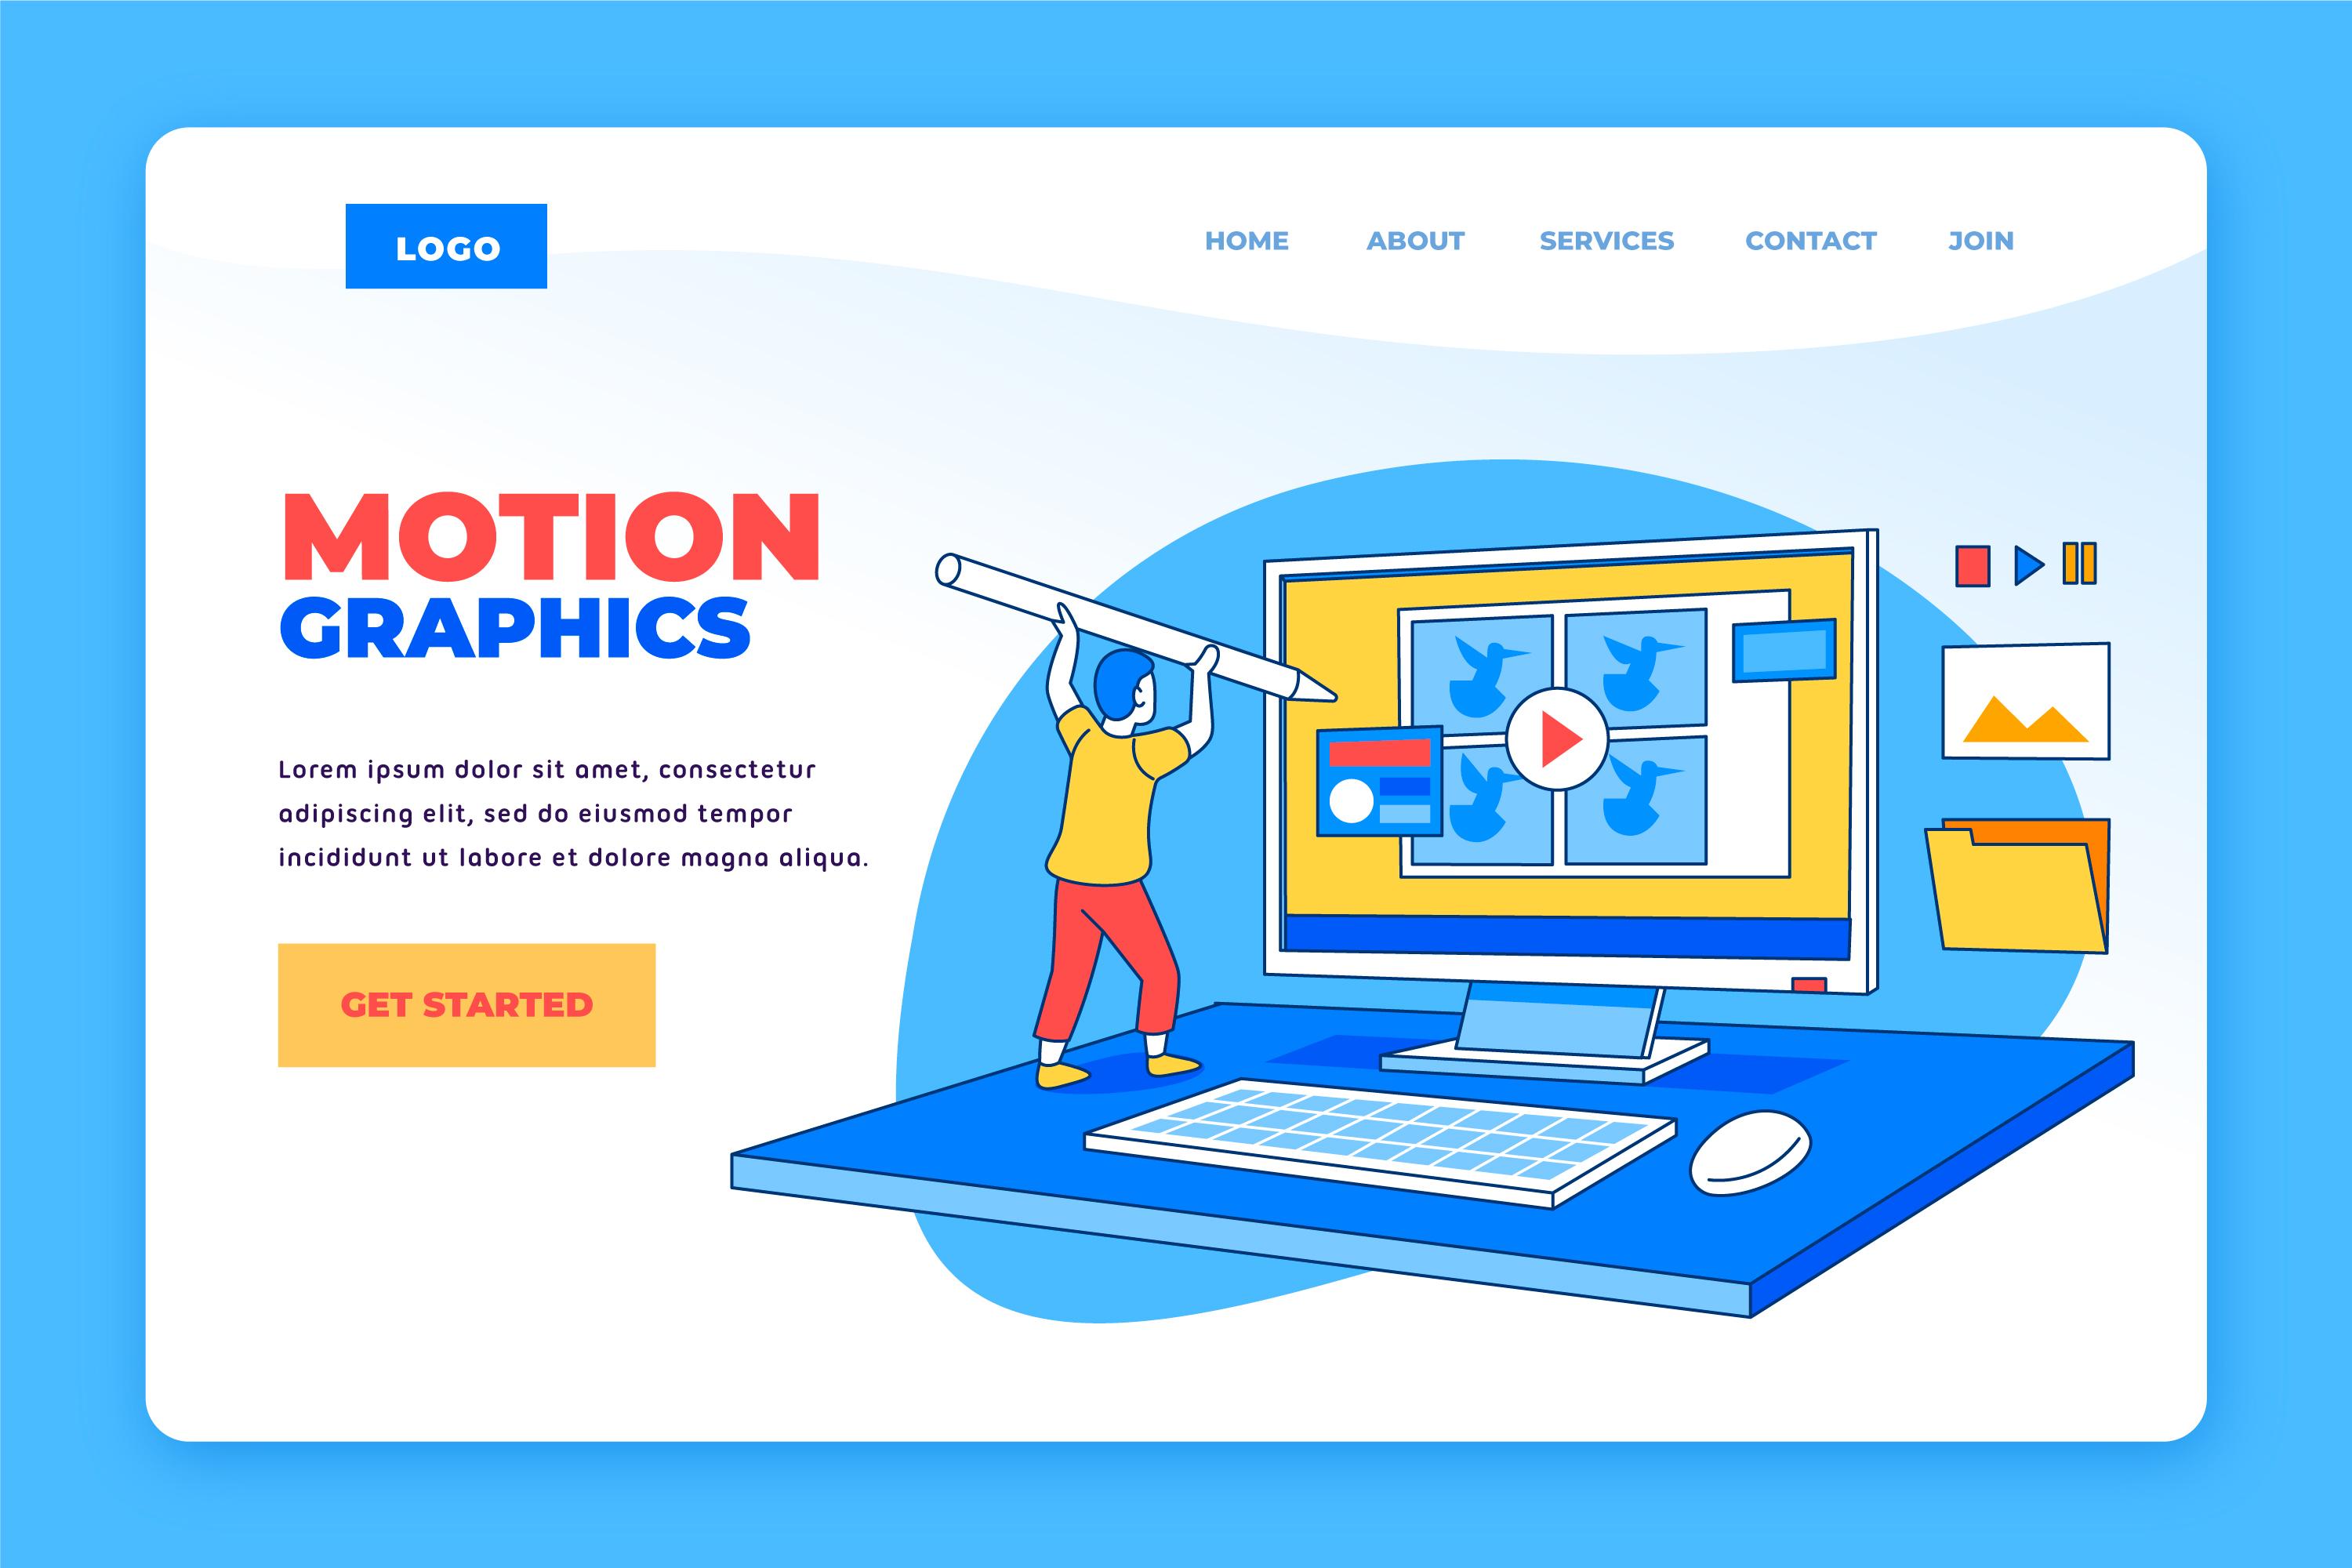 LOGO
HOME ABOUT SERVICES CONTACT JOIN
MOTION
GRAPHICS
Lorem ipsum dolor sit amet, consectetur
adipiscing elit, sed do eiusmod tempor
incididunt ut labore et dolore magna aliqua.
GET STARTED